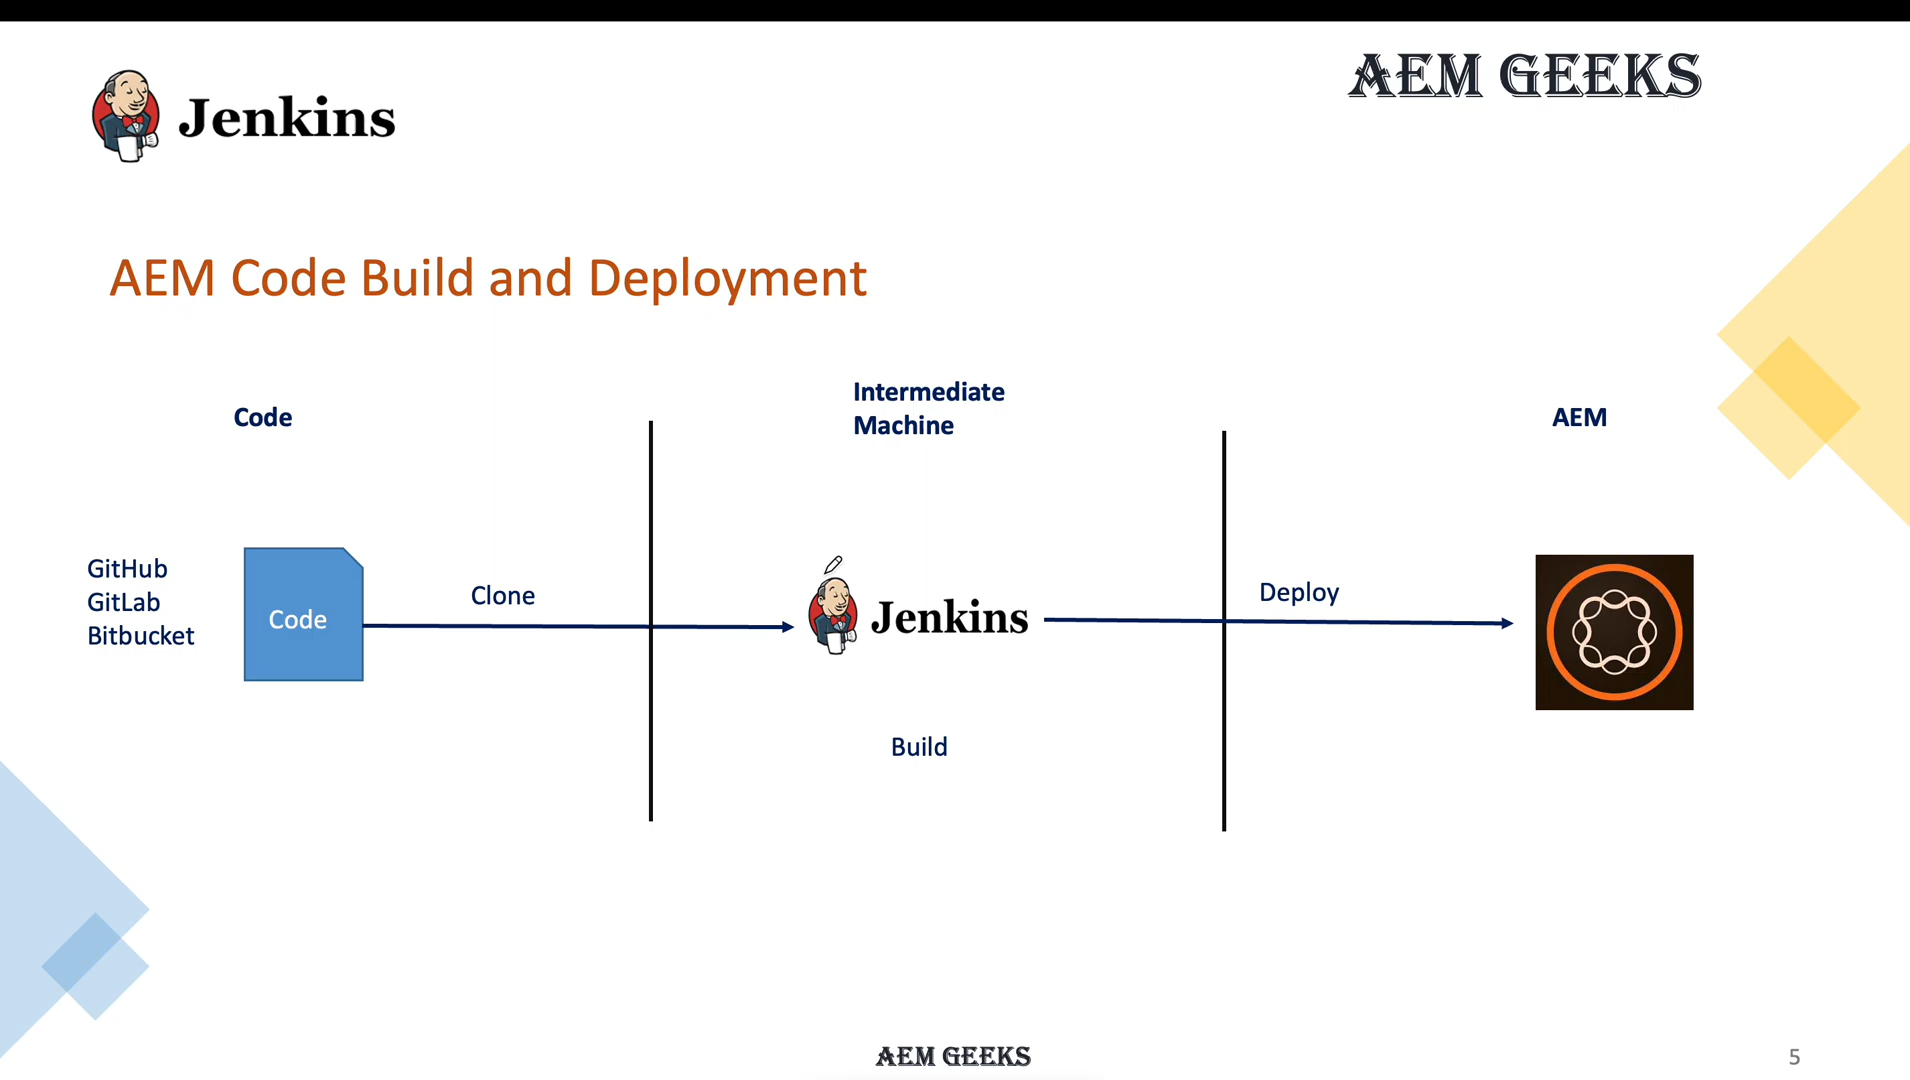 AEM GEEKS
Jenkins
AEM Code Build and Deployment
Code
Intermediate
Machine
AEM
GitHub
GitLab
Bitbucket
Code
Clone
Jenkins
Deploy
Build
AEM GEEKS
5